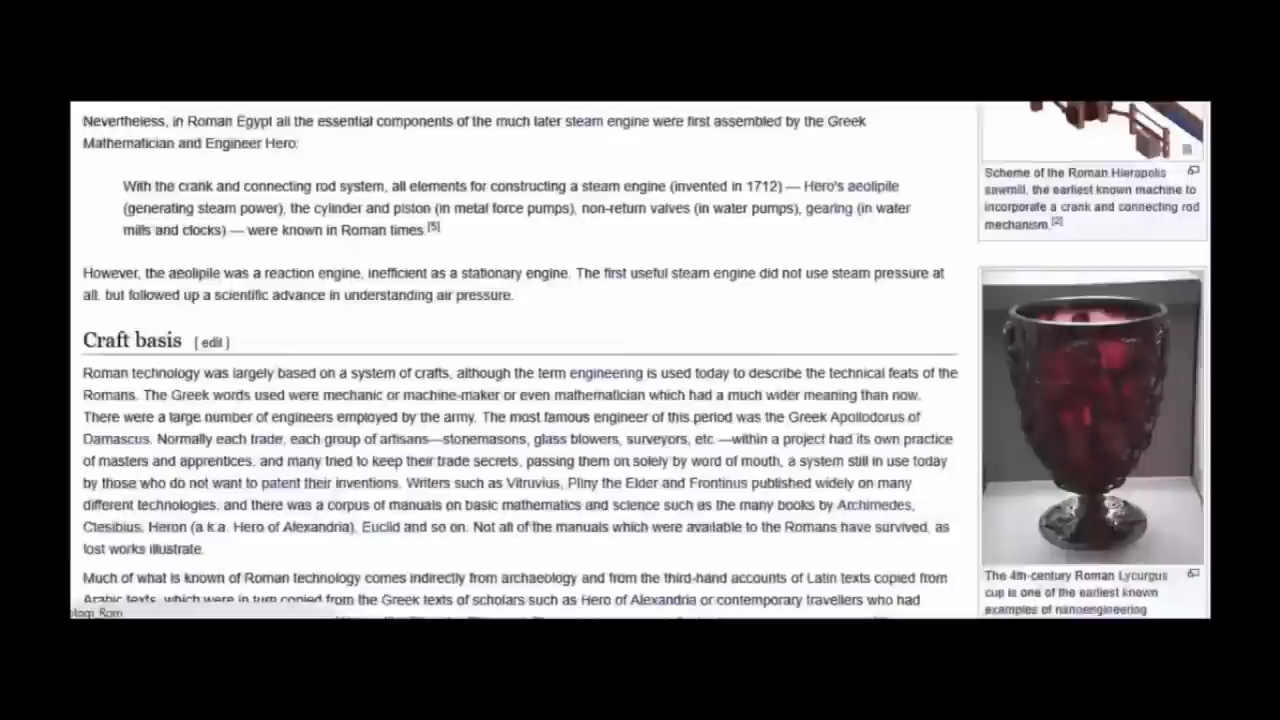 Nevertheless, in Roman Egypt all the essential components of the much later steam engine were first assembled by the Greek
Mathematician and Engineer Hero:
With the crank and connecting rod system, all elements for constructing a steam engine (invented in 1712) — Hero's aeolipile
(generating steam power), the cylinder and piston (in metal force pumps), non-return valves (in water pumps), gearing (in water
mills and clocks) — were known in Roman times.[5]
However, the aeolipile was a reaction engine, inefficient as a stationary engine. The first useful steam engine did not use steam pressure at
all, but followed up a scientific advance in understanding air pressure.
Craft basis [ edit ]
Roman technology was largely based on a system of crafts, although the term engineering is used today to describe the technical feats of the
Romans. The Greek words used were mechanic or machine-maker or even mathematician which had a much wider meaning than now.
There were a large number of engineers employed by the army. The most famous engineer of this period was the Greek Apollodorus of
Damascus. Normally each trade, each group of artisans—stonemasons, glass blowers, surveyors, etc.—within a project had its own practice
of masters and apprentices, and many tried to keep their trade secrets, passing them on solely by word of mouth, a system still in use today
by those who do not want to patent their inventions. Writers such as Vitruvius, Pliny the Elder and Frontinus published widely on many
different technologies, and there was a corpus of manuals on basic mathematics and science such as the many books by Archimedes,
Ctesibius, Heron (a.k.a. Hero of Alexandria), Euclid and so on. Not all of the manuals which were available to the Romans have survived, as
lost works illustrate.
Much of what is known of Roman technology comes indirectly from archaeology and from the third-hand accounts of Latin texts copied from
Arabic texts, which were in turn copied from the Greek texts of scholars such as Hero of Alexandria or contemporary travellers who had
Scheme of the Roman Hierapolis
sawmill, the earliest known machine to
incorporate a crank and connecting rod
mechanism.[2]
The 4th-century Roman Lycurgus
cup is one of the earliest known
examples of nanoengineering